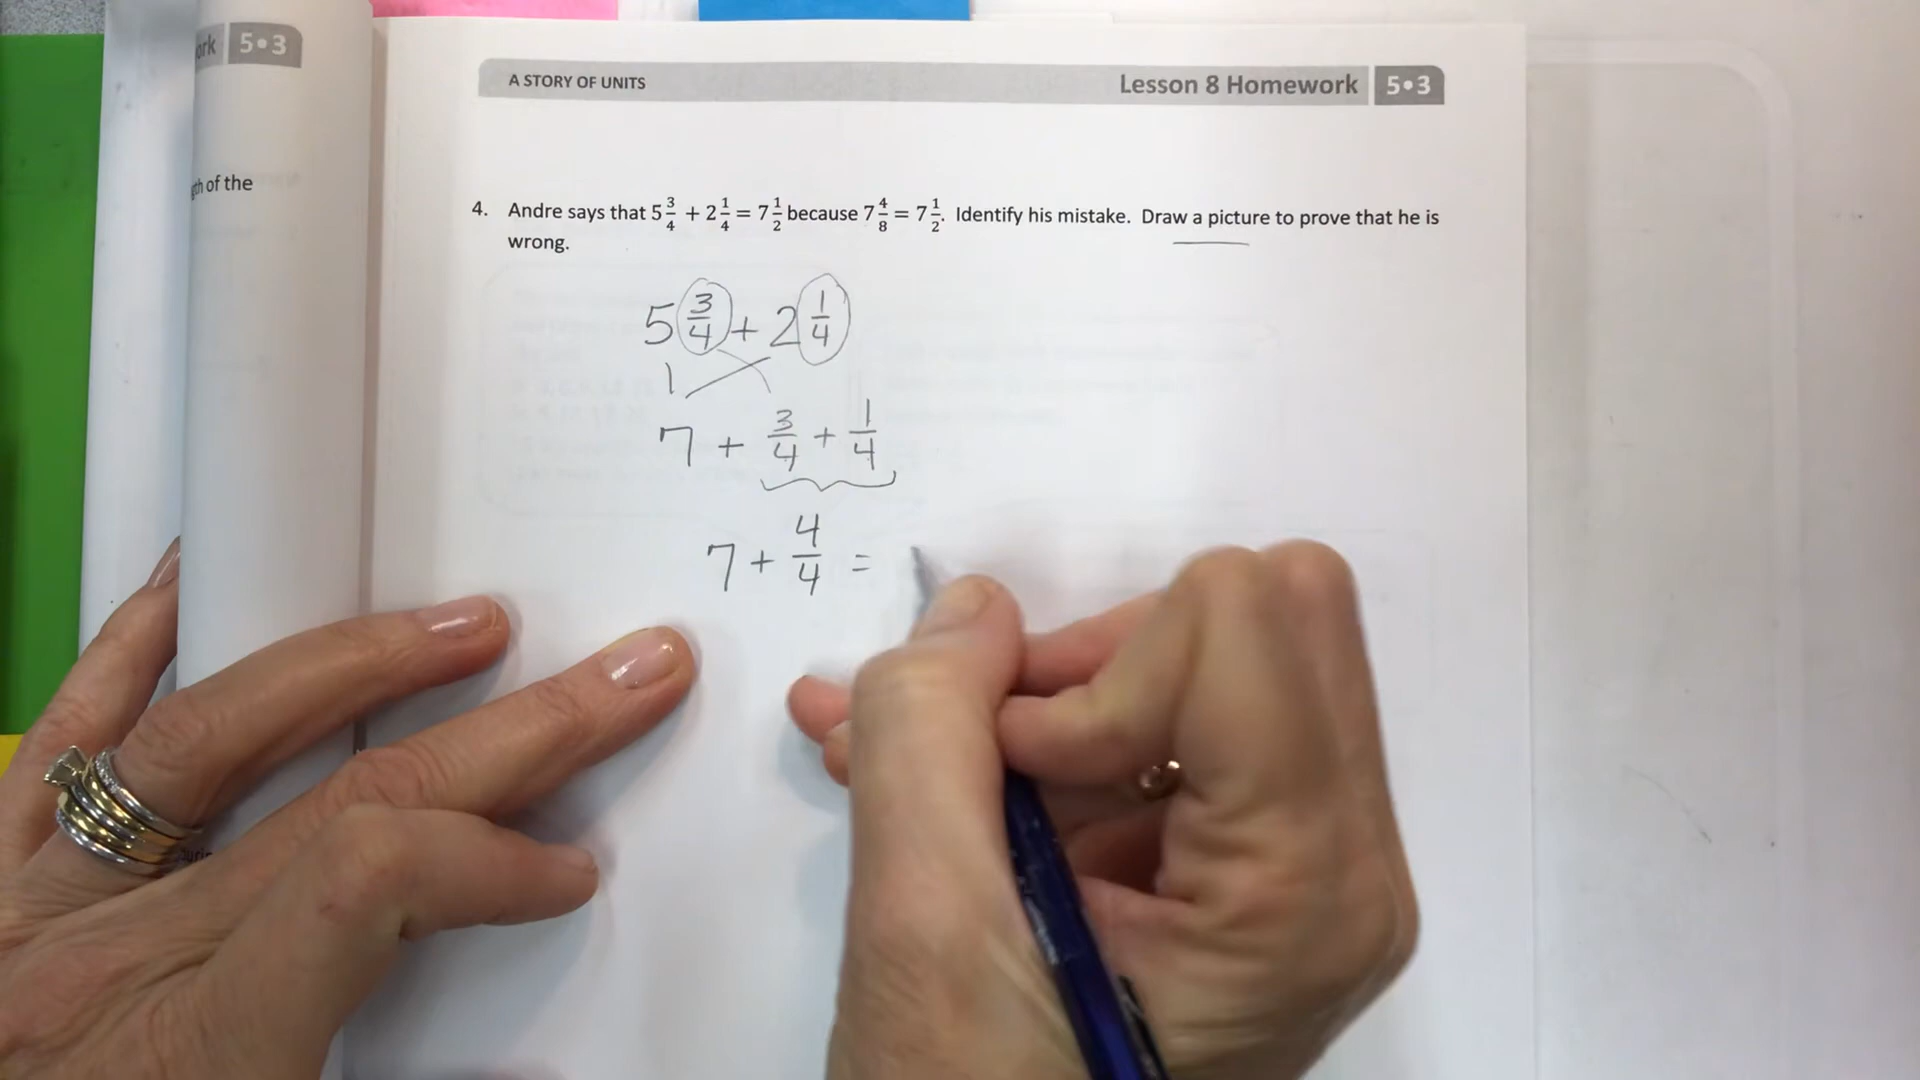 ork 5•3
A STORY OF UNITS Lesson 8 Homework 5•3
of the
4. Andre says that 5 3/4 + 2 1/4 = 7 1/2 because 7 4/8 = 7 1/2. Identify his mistake. Draw a picture to prove that he is
wrong.
5 3/4 + 2 1/4
1
7 + 3/4 + 1/4
7 + 4/4 =